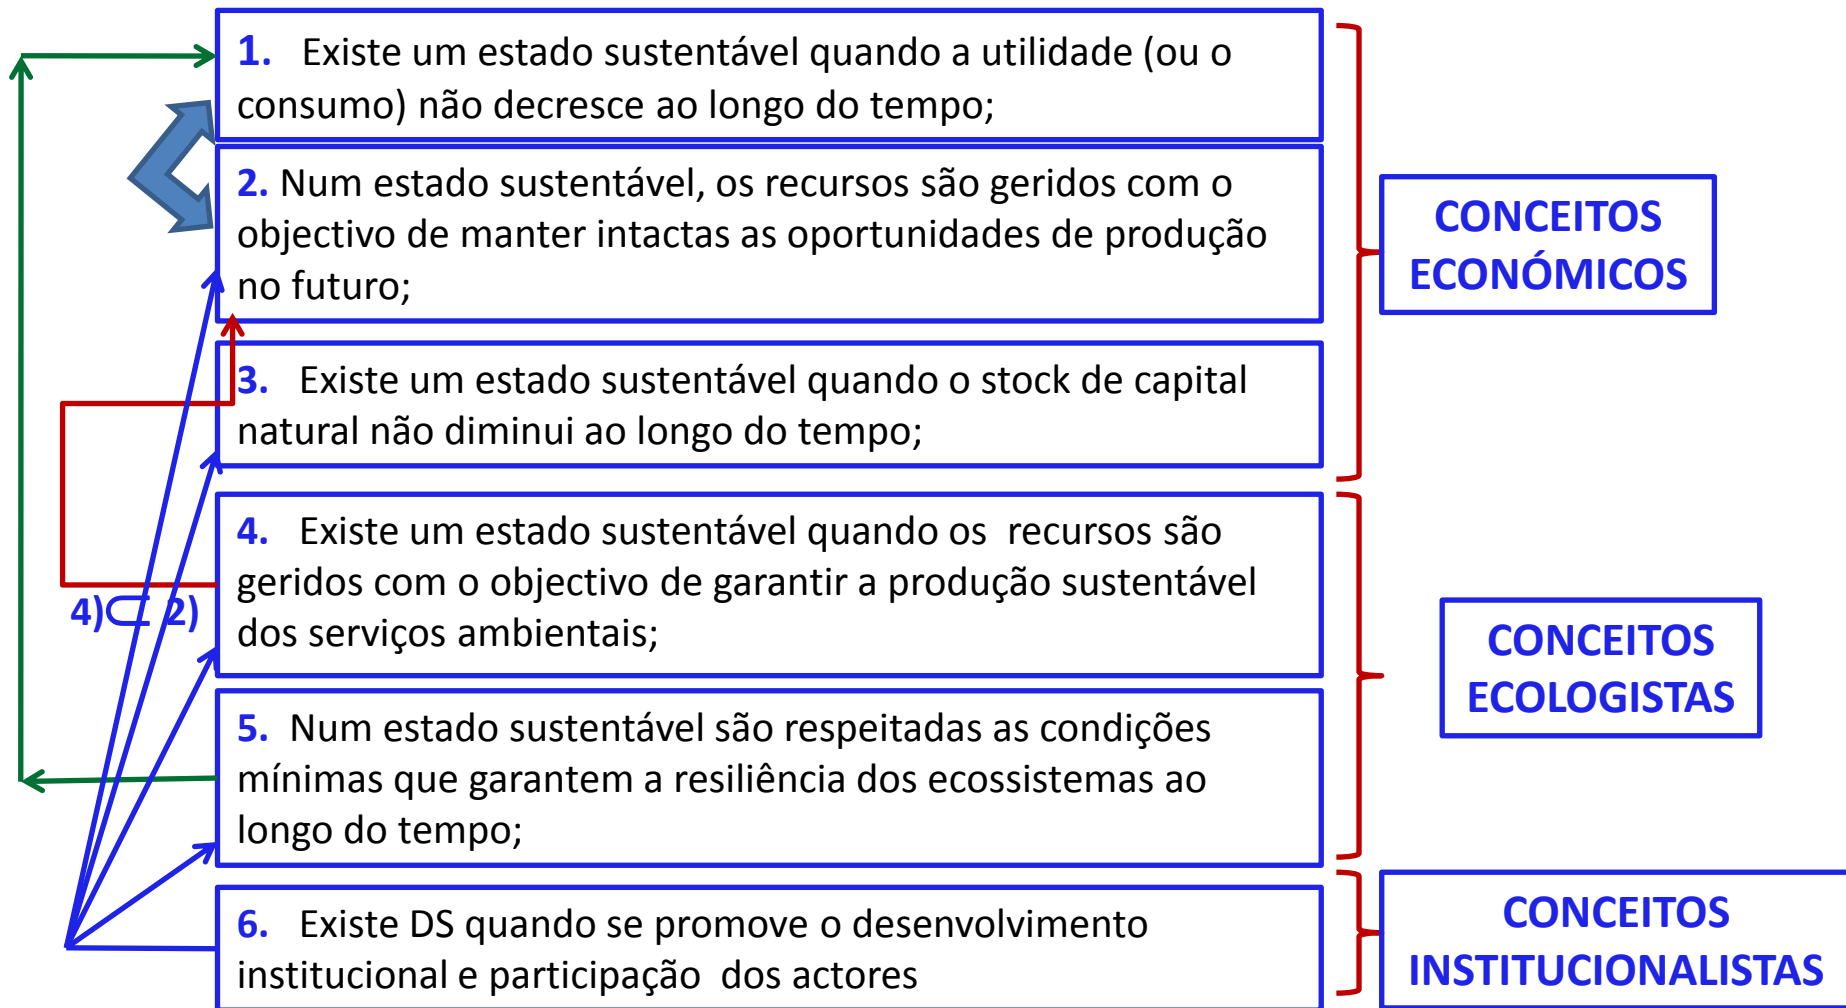 1. Existe um estado sustentável quando a utilidade (ou o
consumo) não decresce ao longo do tempo;
2. Num estado sustentável, os recursos são geridos com o
objectivo de manter intactas as oportunidades de produção
no futuro;
CONCEITOS
ECONÓMICOS
3. Existe um estado sustentável quando o stock de capital
natural não diminui ao longo do tempo;
4. Existe um estado sustentável quando os recursos são
geridos com o objectivo de garantir a produção sustentável
dos serviços ambientais;
4)⊂ 2)
CONCEITOS
ECOLOGISTAS
5. Num estado sustentável são respeitadas as condições
mínimas que garantem a resiliência dos ecossistemas ao
longo do tempo;
6. Existe DS quando se promove o desenvolvimento
institucional e participação dos actores
CONCEITOS
INSTITUCIONALISTAS